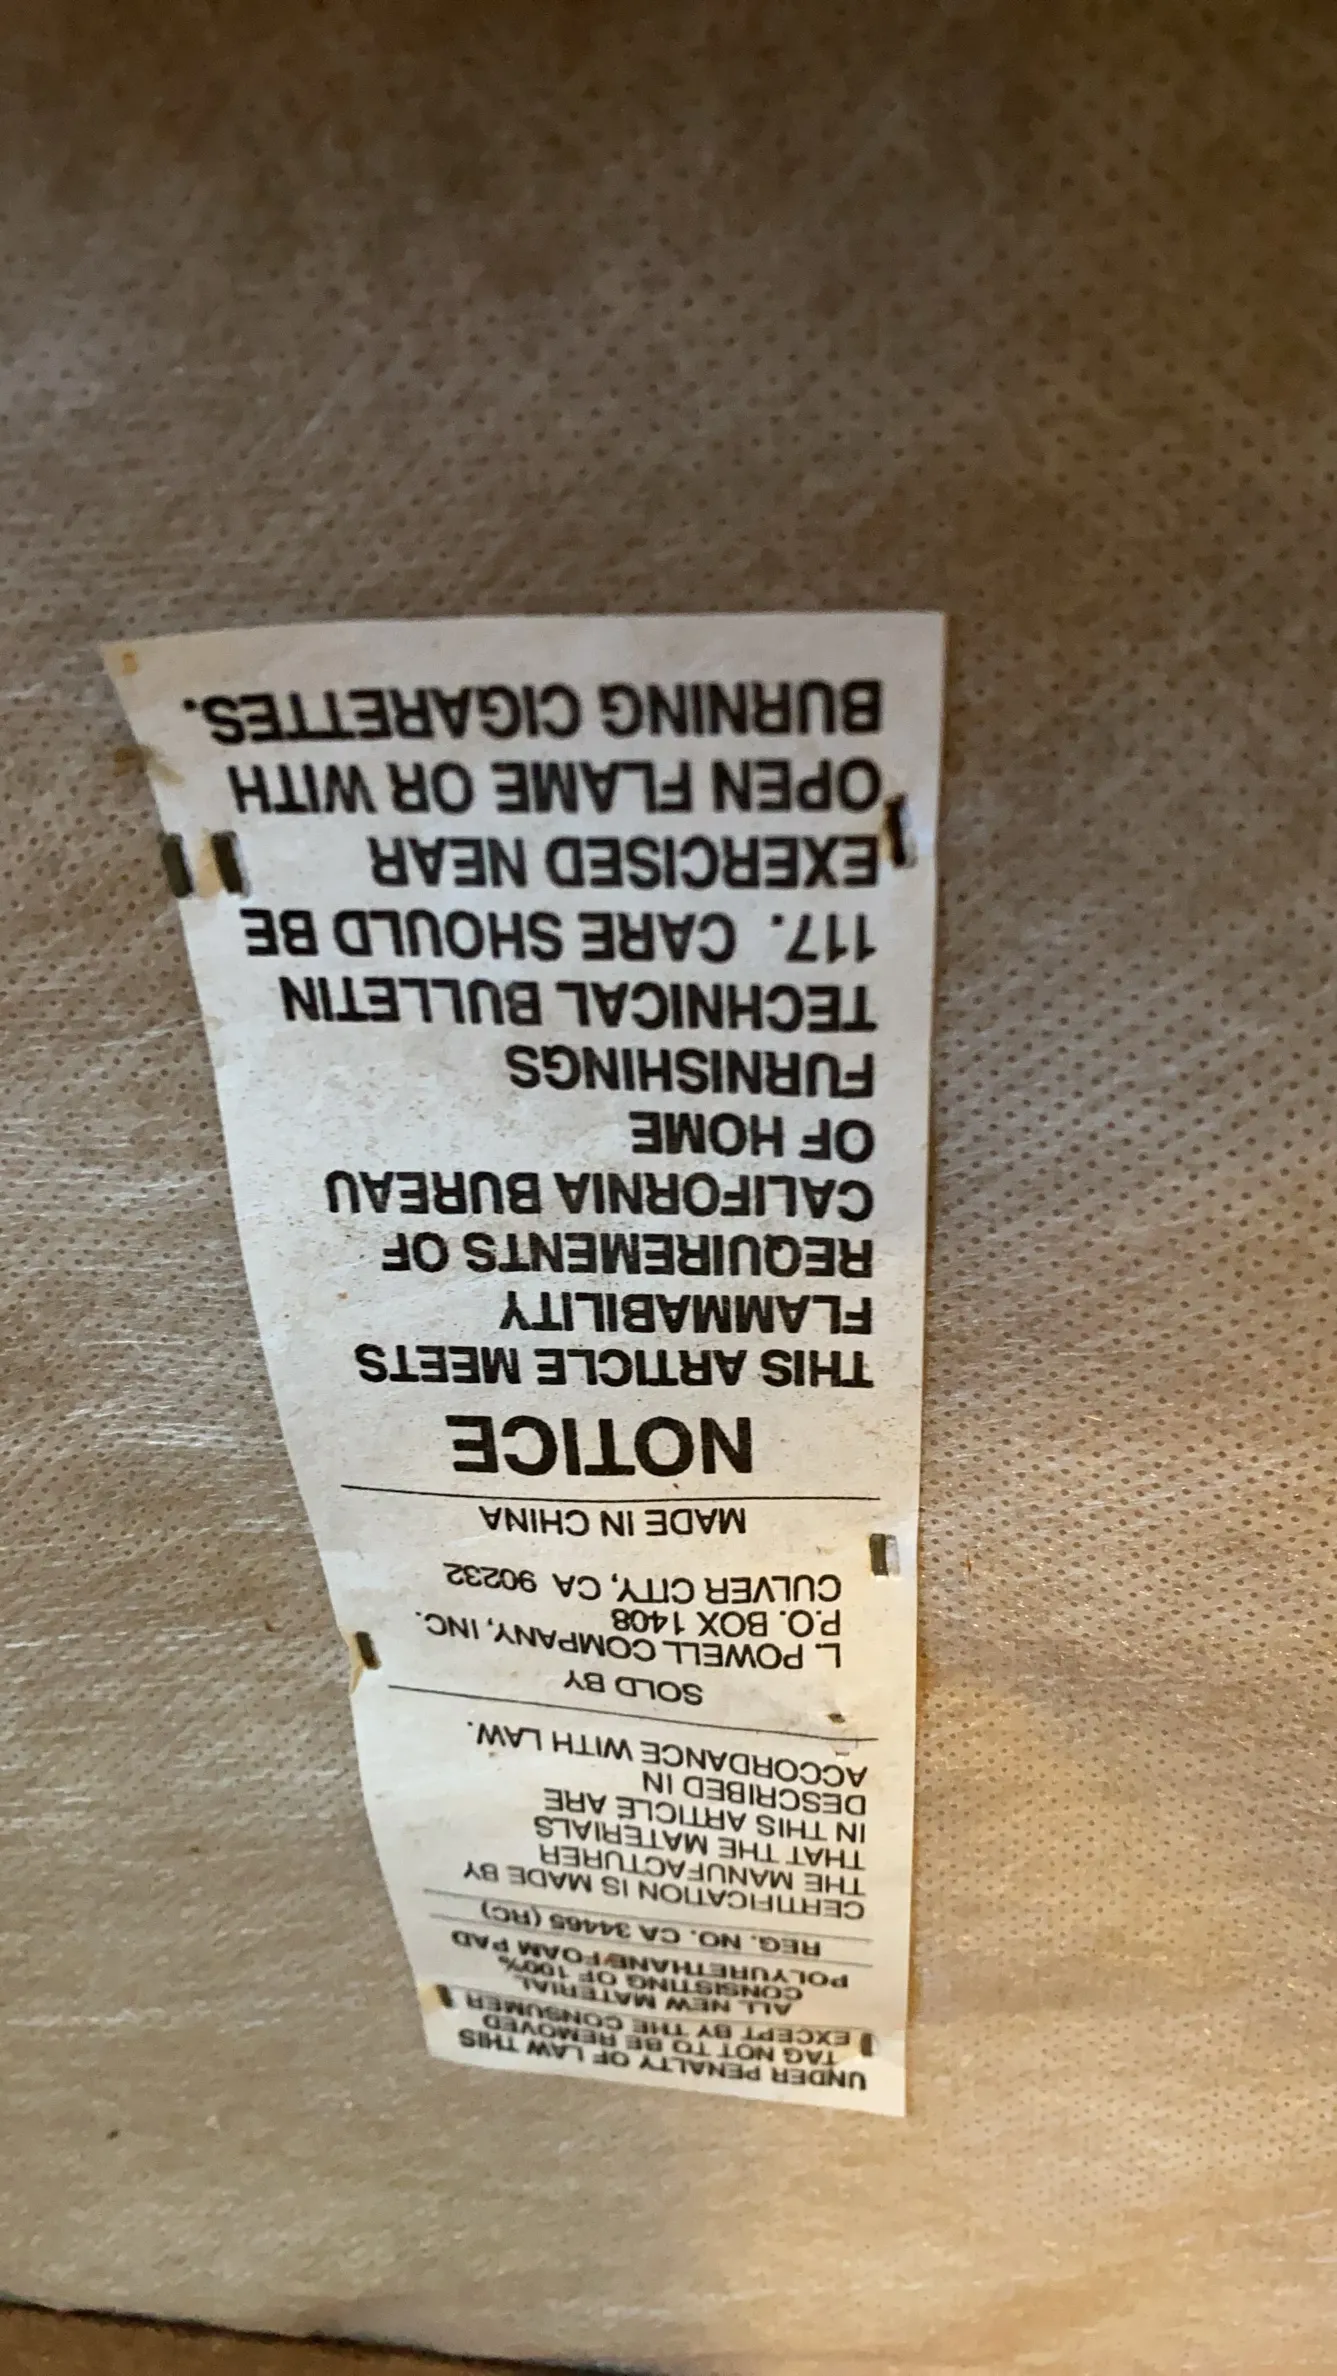 UNDER PENALTY OF LAW THIS
TAG NOT TO BE REMOVED
EXCEPT BY THE CONSUMER
ALL NEW MATERIAL
CONSISTING OF 100%
POLYURETHANE FOAM PAD
REG. NO. CA 34465 (RC)
CERTIFICATION IS MADE BY
THE MANUFACTURER
THAT THE MATERIALS
IN THIS ARTICLE ARE
DESCRIBED IN
ACCORDANCE WITH LAW.
SOLD BY
L. POWELL COMPANY, INC.
P.O. BOX 1408
CULVER CITY, CA 90232
MADE IN CHINA
NOTICE
THIS ARTICLE MEETS
FLAMMABILITY
REQUIREMENTS OF
CALIFORNIA BUREAU
OF HOME
FURNISHINGS
TECHNICAL BULLETIN
117. CARE SHOULD BE
EXERCISED NEAR
OPEN FLAME OR WITH
BURNING CIGARETTES.